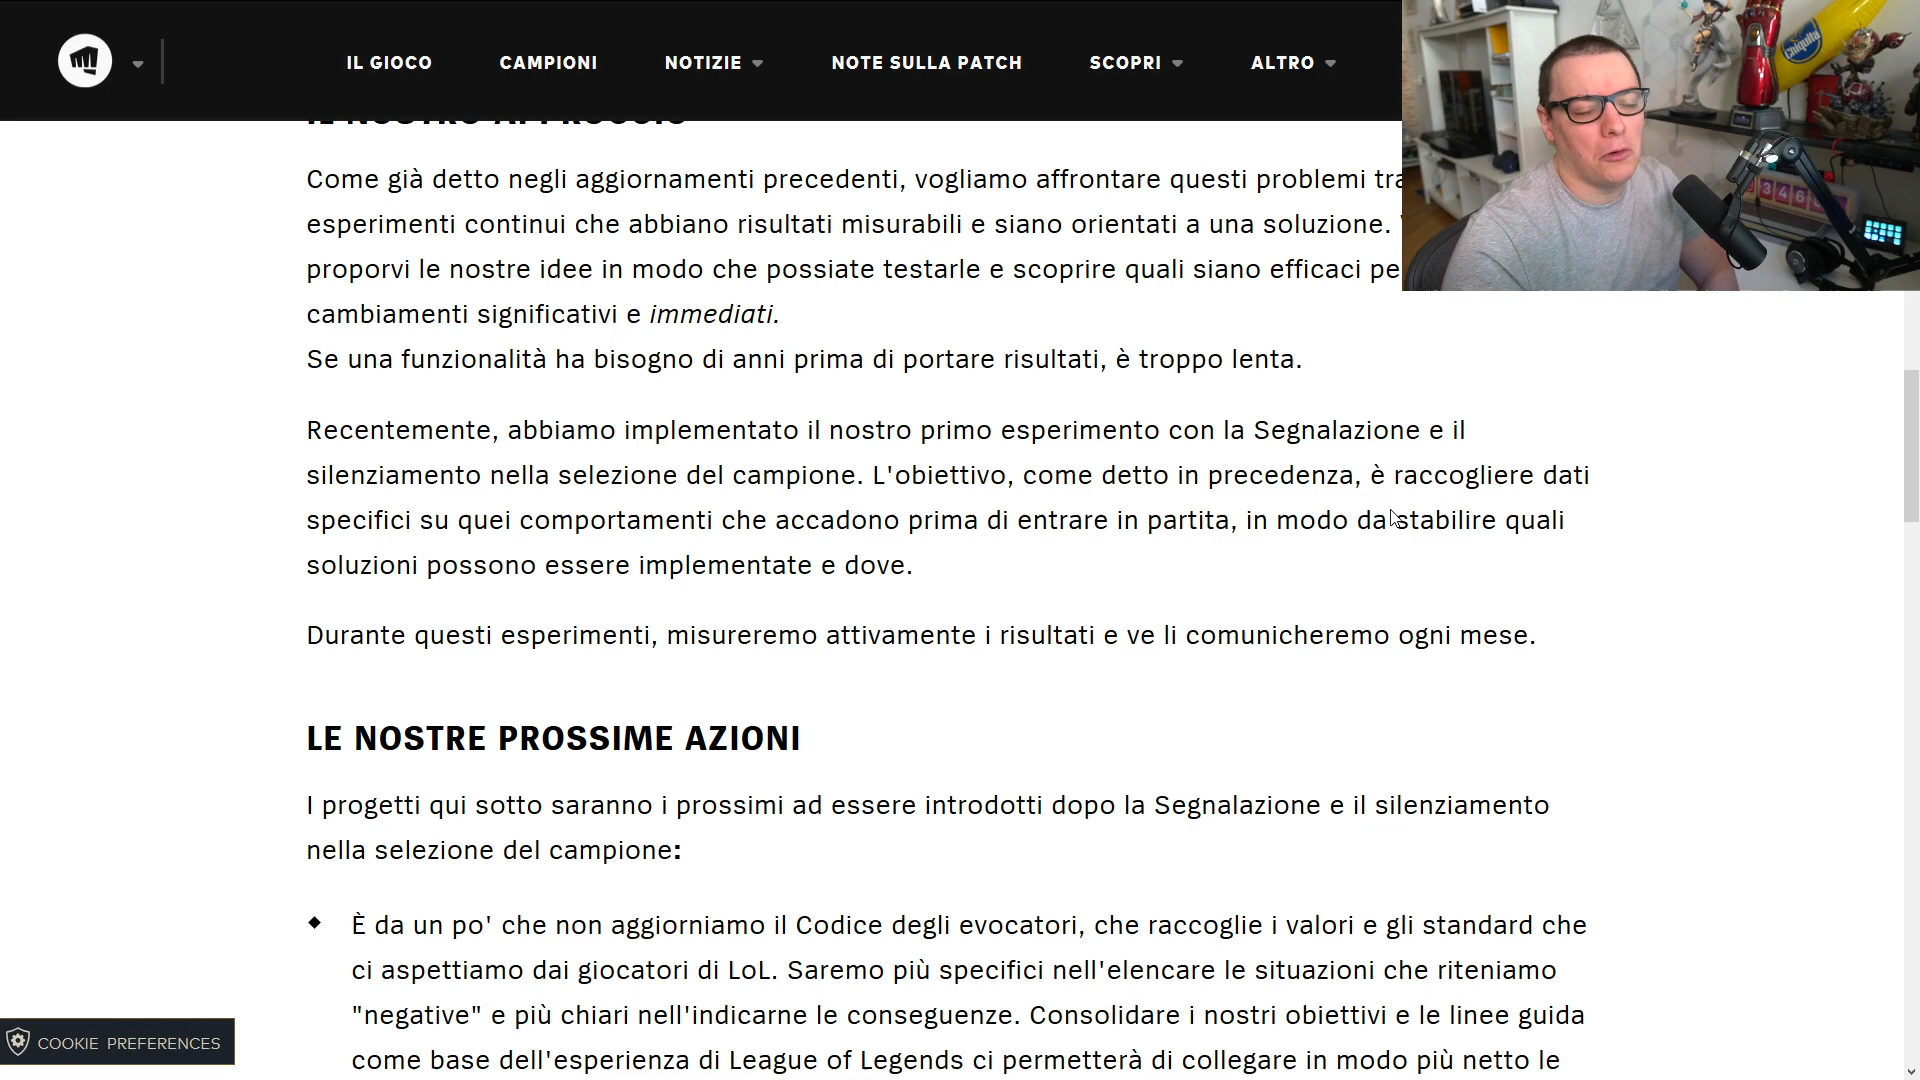 IL GIOCO CAMPIONI NOTIZIE NOTE SULLA PATCH SCOPRI ALTRO
IL NOSTRO APPROCCIO
Come già detto negli aggiornamenti precedenti, vogliamo affrontare questi problemi
esperimenti continui che abbiano risultati misurabili e siano orientati a una soluzione.
proporvi le nostre idee in modo che possiate testarle e scoprire quali siano efficaci
cambiamenti significativi e immediati.
Se una funzionalità ha bisogno di anni prima di portare risultati, è troppo lenta.
Recentemente, abbiamo implementato il nostro primo esperimento con la Segnalazione e il
silenziamento nella selezione del campione. L'obiettivo, come detto in precedenza, è raccogliere dati
specifici su quei comportamenti che accadono prima di entrare in partita, in modo da stabilire quali
soluzioni possono essere implementate e dove.
Durante questi esperimenti, misureremo attivamente i risultati e ve li comunicheremo ogni mese.
LE NOSTRE PROSSIME AZIONI
I progetti qui sotto saranno i prossimi ad essere introdotti dopo la Segnalazione e il silenziamento
nella selezione del campione:
È da un po' che non aggiorniamo il Codice degli evocatori, che raccoglie i valori e gli standard che
ci aspettiamo dai giocatori di LoL. Saremo più specifici nell'elencare le situazioni che riteniamo
"negative" e più chiari nell'indicarne le conseguenze. Consolidare i nostri obiettivi e le linee guida
come base dell'esperienza di League of Legends ci permetterà di collegare in modo più netto le
COOKIE PREFERENCES
Chiquita